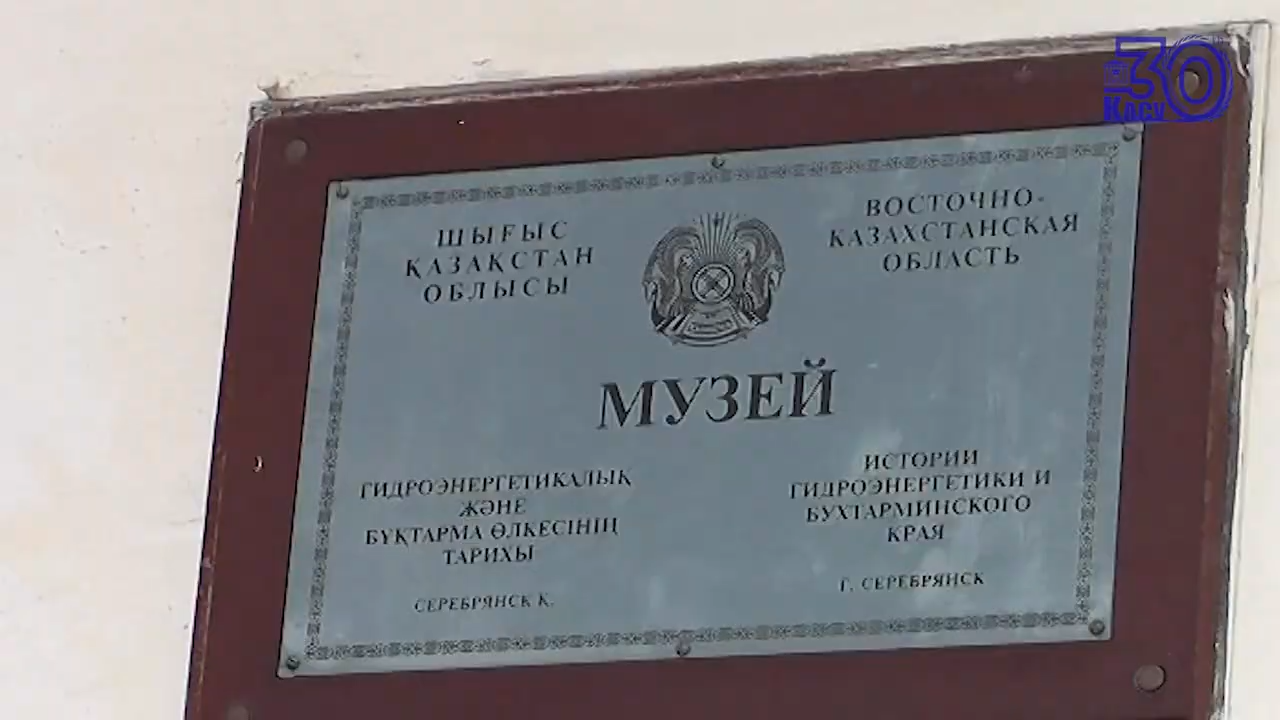 30
КАСУ
ШЫҒЫС
ҚАЗАҚСТАН
ОБЛЫСЫ
ВОСТОЧНО-
КАЗАХСТАНСКАЯ
ОБЛАСТЬ
МУЗЕЙ
ГИДРОЭНЕРГЕТИКАЛЫҚ
ЖӘНЕ
БҰҚТАРМА ӨЛКЕСІНІҢ
ТАРИХЫ
СЕРЕБРЯНСК Қ.
ИСТОРИИ
ГИДРОЭНЕРГЕТИКИ И
БУХТАРМИНСКОГО
КРАЯ
Г. СЕРЕБРЯНСК